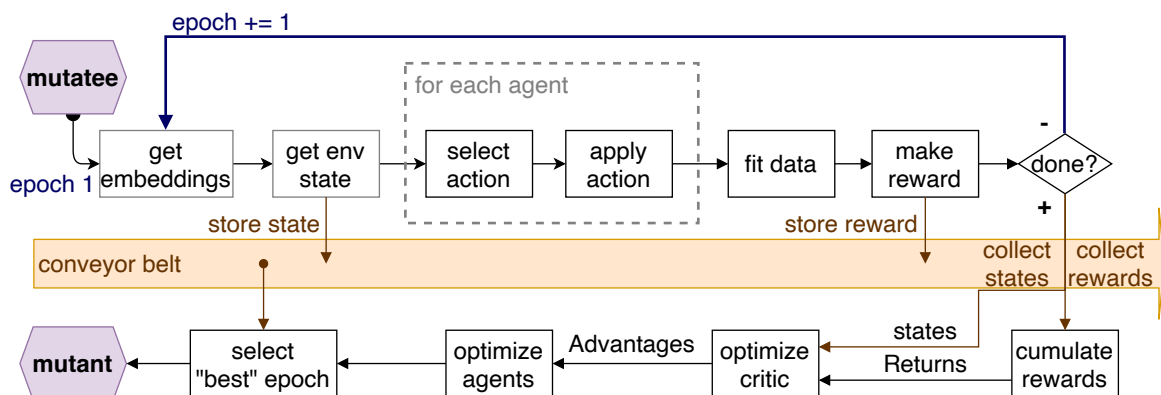 epoch += 1
mutatee
for each agent
get
embeddings
get env
state
select
action
apply
action
fit data
make
reward
-
done?
+
epoch 1
store state
store reward
conveyor belt
collect
states
collect
rewards
mutant
select
"best" epoch
optimize
agents
Advantages
optimize
critic
states
Returns
cumulate
rewards